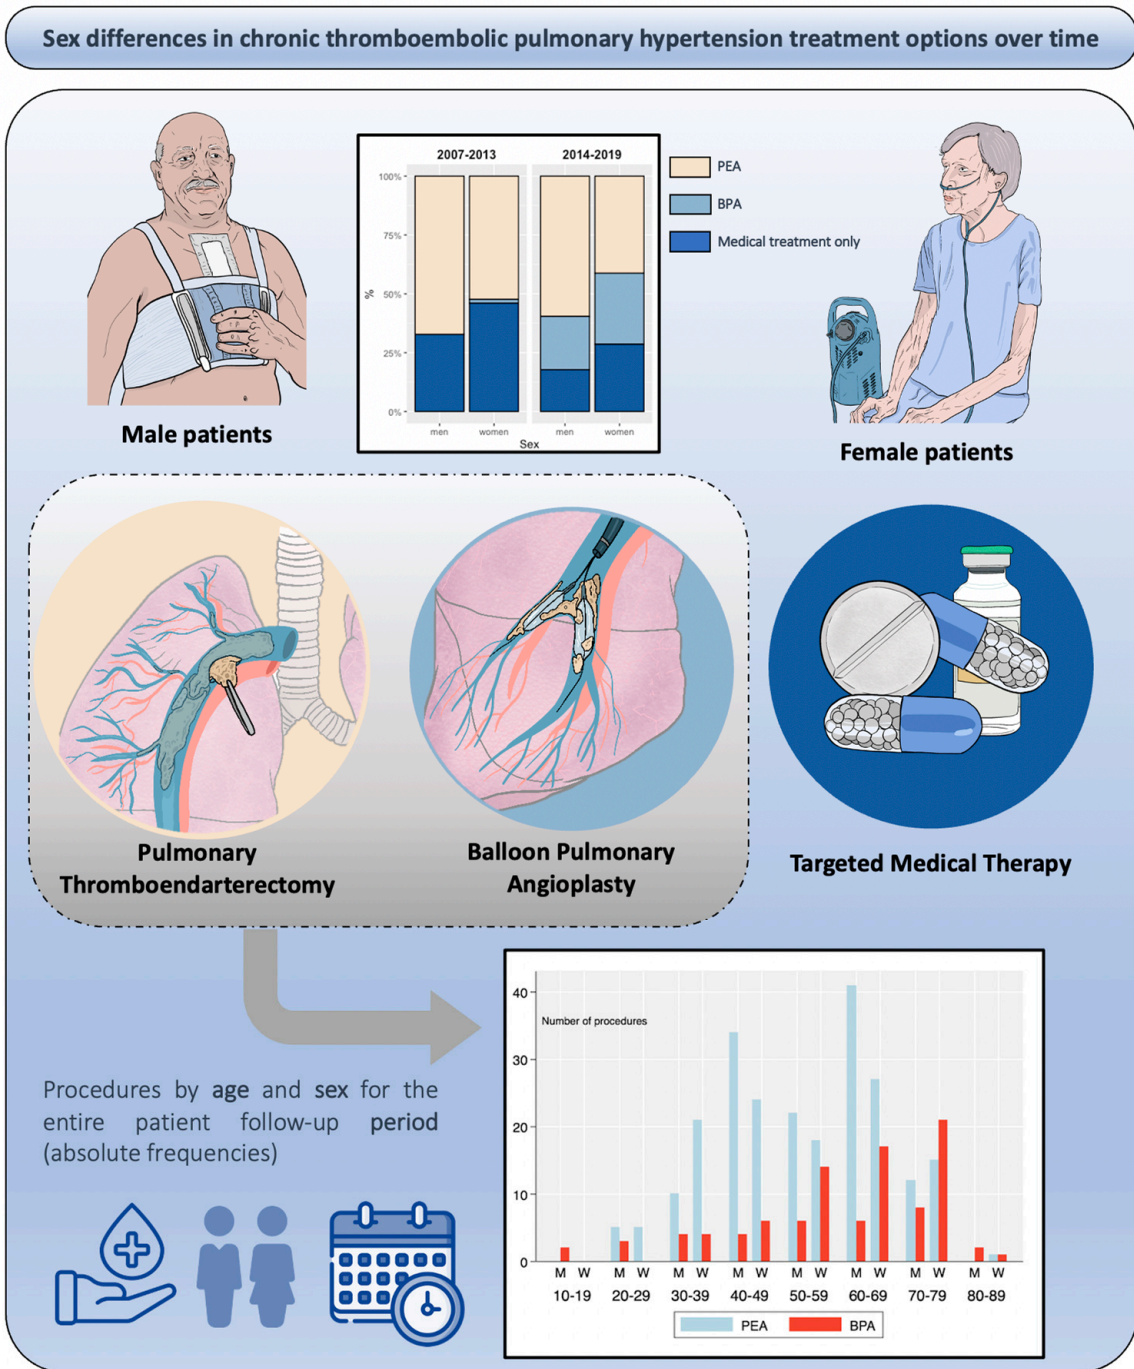 Sex differences in chronic thromboembolic pulmonary hypertension treatment options over time
2007-2013 2014-2019
100%
75%
50%
25%
0%
%
men women men women
Sex
PEA
BPA
Medical treatment only
Male patients
Female patients
Pulmonary
Thromboendarterectomy
Balloon Pulmonary
Angioplasty
Targeted Medical Therapy
Procedures by age and sex for the
entire patient follow-up period
(absolute frequencies)
Number of procedures
40
30
20
10
0
M W M W M W M W M W M W M W M W
10-19 20-29 30-39 40-49 50-59 60-69 70-79 80-89
PEA BPA